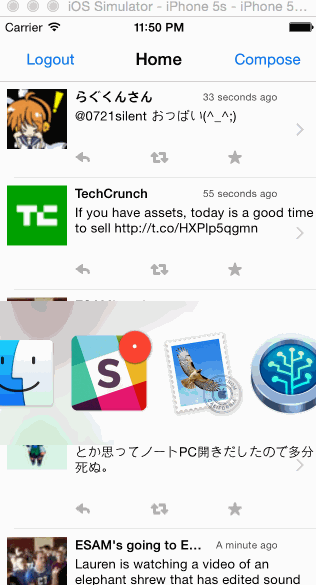 iOS Simulator - iPhone 5s - iPhone 5...
Carrier 11:50 PM
Logout Home Compose
らぐんさん 33 seconds ago
@0721silent おっぱい(^_^;)
TechCrunch 55 seconds ago
TC
If you have assets, today is a good time
to sell http://t.co/HXPlp5qgmn
S
とか思ってノートPC開きだしたので多分
死ぬ。
ESAM's going to E... A minute ago
Lauren is watching a video of an
elephant shrew that has edited sound